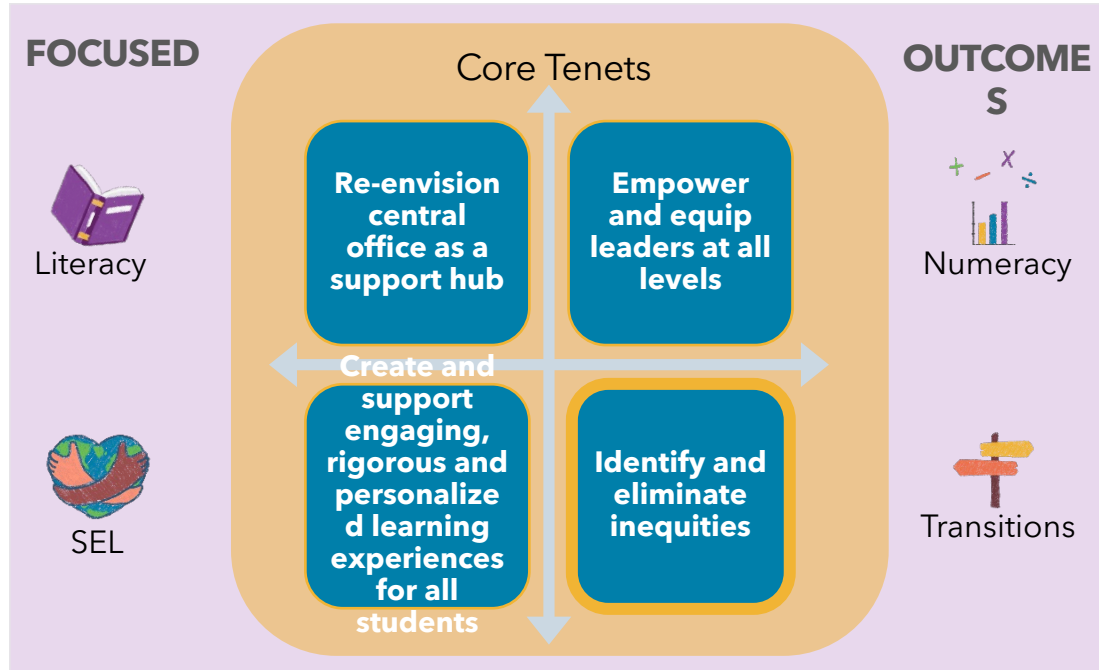 FOCUSED
Core Tenets
OUTCOME
S
Literacy
Re-envision
central
office as a
support hub
Empower
and equip
leaders at all
levels
Numeracy
SEL
Create and
support
engaging,
rigorous and
personalize
d learning
experiences
for all
students
Identify and
eliminate
inequities
Transitions